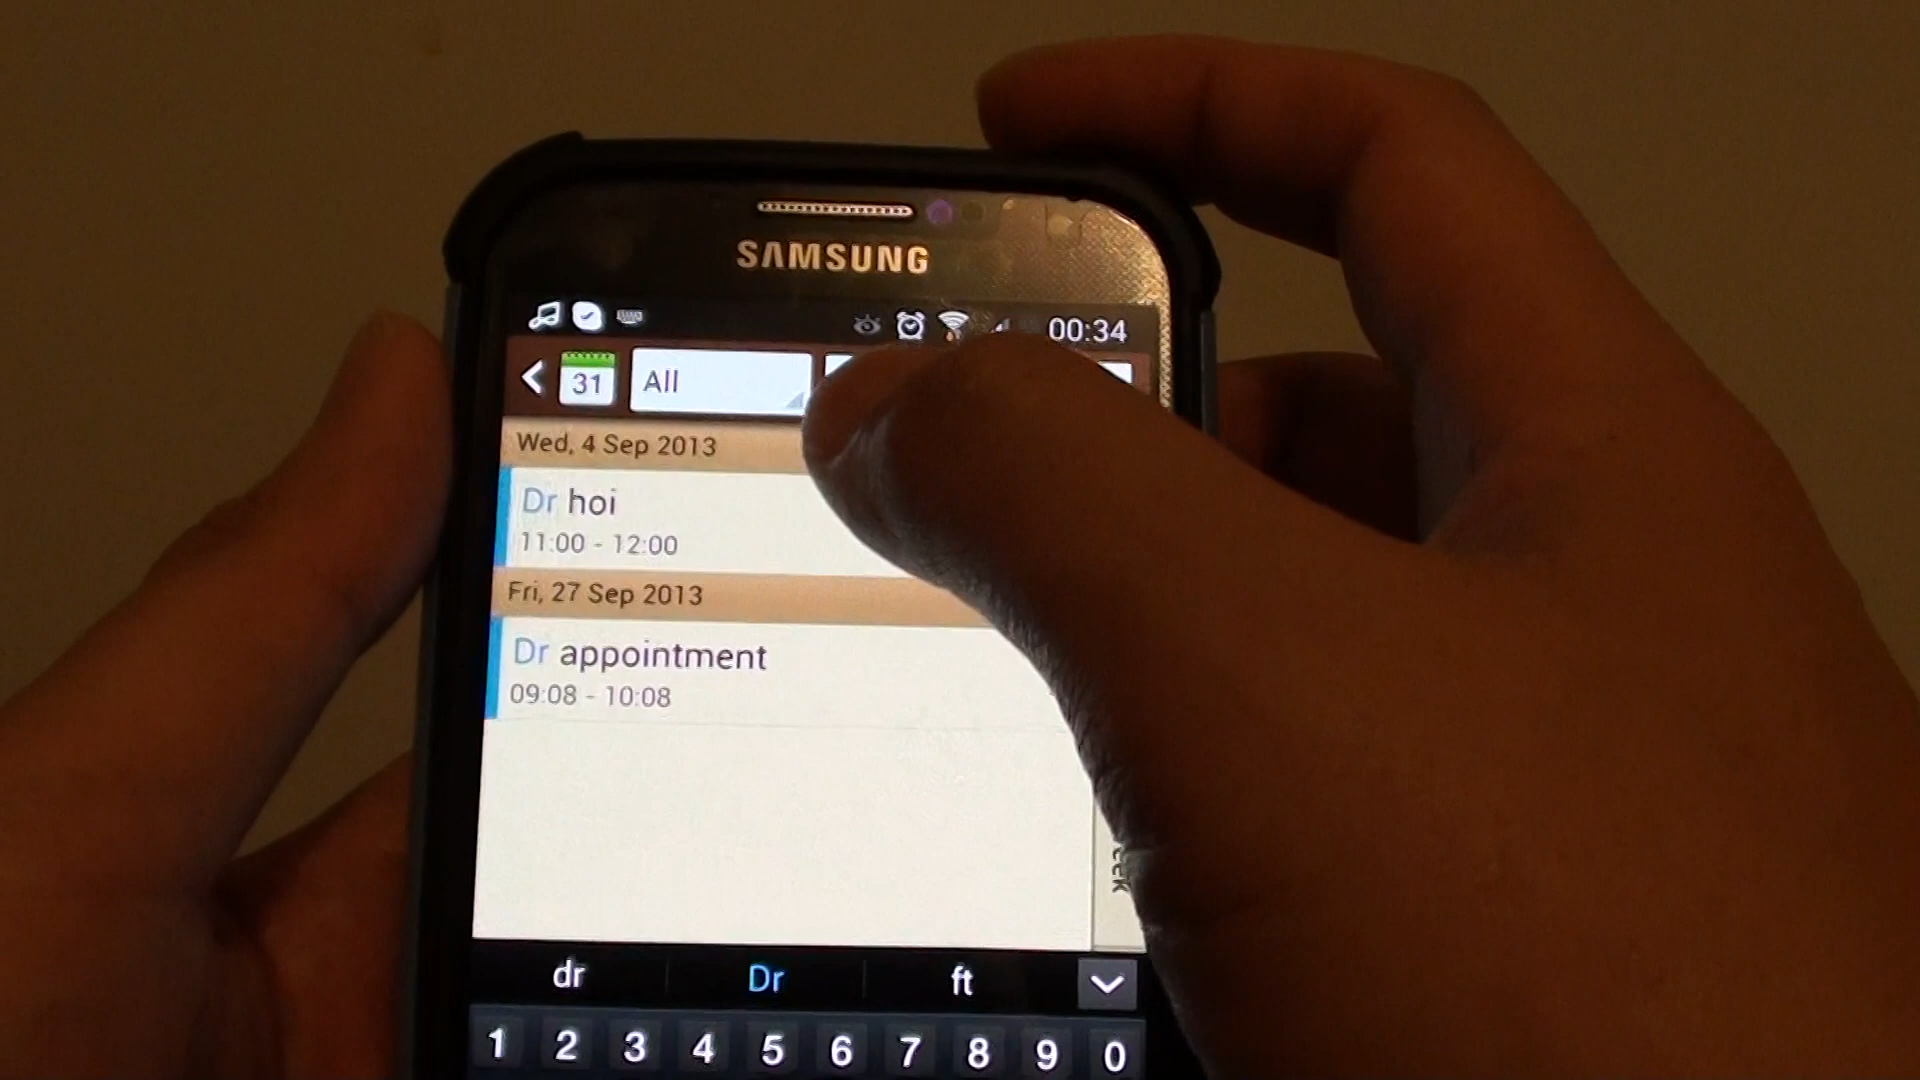 SAMSUNG
00:34
31 All
Wed, 4 Sep 2013
Dr hoi
11:00 - 12:00
Fri, 27 Sep 2013
Dr appointment
09:08 - 10:08
dr Dr ft
1 2 3 4 5 6 7 8 9 0